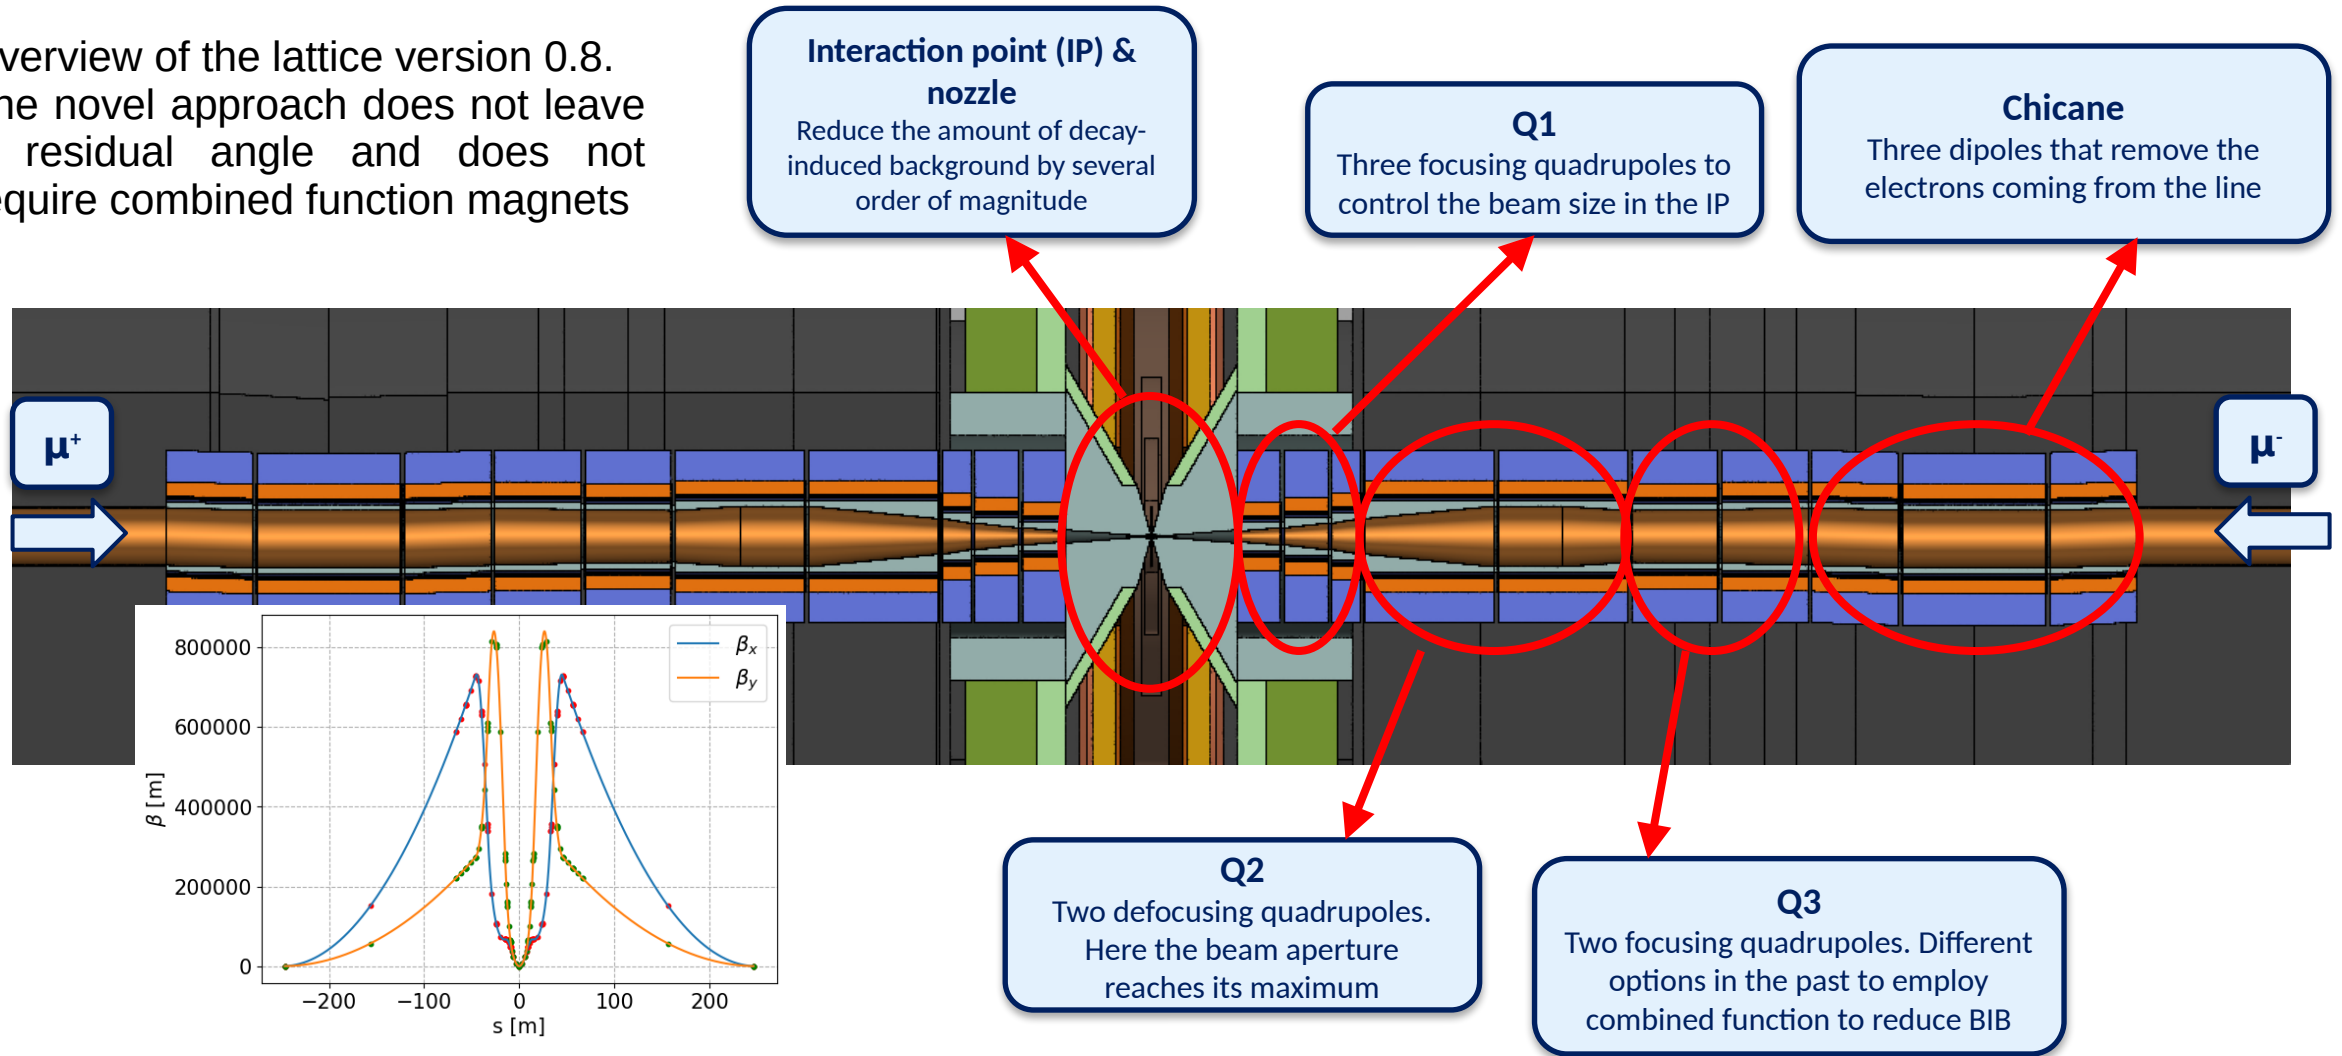 verview of the lattice version 0.8.
ne novel approach does not leave
residual angle and does not
equire combined function magnets
Interaction point (IP) &
nozzle
Reduce the amount of decay-
induced background by several
order of magnitude
Q1
Three focusing quadrupoles to
control the beam size in the IP
Chicane
Three dipoles that remove the
electrons coming from the line
μ+
μ-
βx
βy
β [m]
800000
600000
400000
200000
0
−200 −100 0 100 200
s [m]
Q2
Two defocusing quadrupoles.
Here the beam aperture
reaches its maximum
Q3
Two focusing quadrupoles. Different
options in the past to employ
combined function to reduce BIB